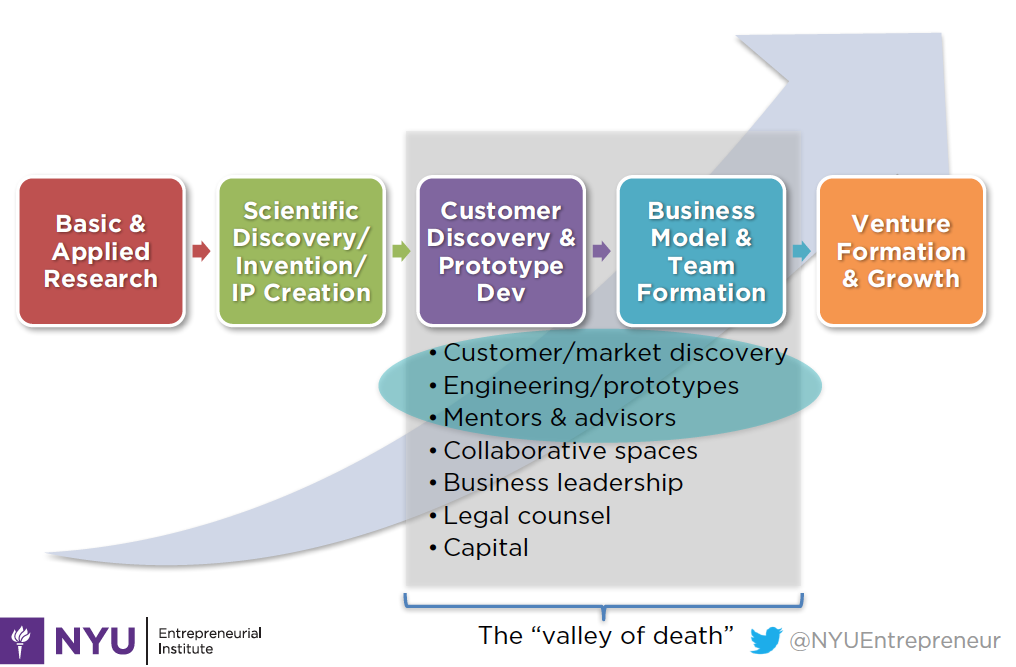 Basic &
Applied
Research
Scientific
Discovery/
Invention/
IP Creation
Customer
Discovery &
Prototype
Dev
Business
Model &
Team
Formation
Venture
Formation
& Growth
• Customer/market discovery
• Engineering/prototypes
• Mentors & advisors
• Collaborative spaces
• Business leadership
• Legal counsel
• Capital
The “valley of death”
NYU
Entrepreneurial
Institute
@NYUEntrepreneur